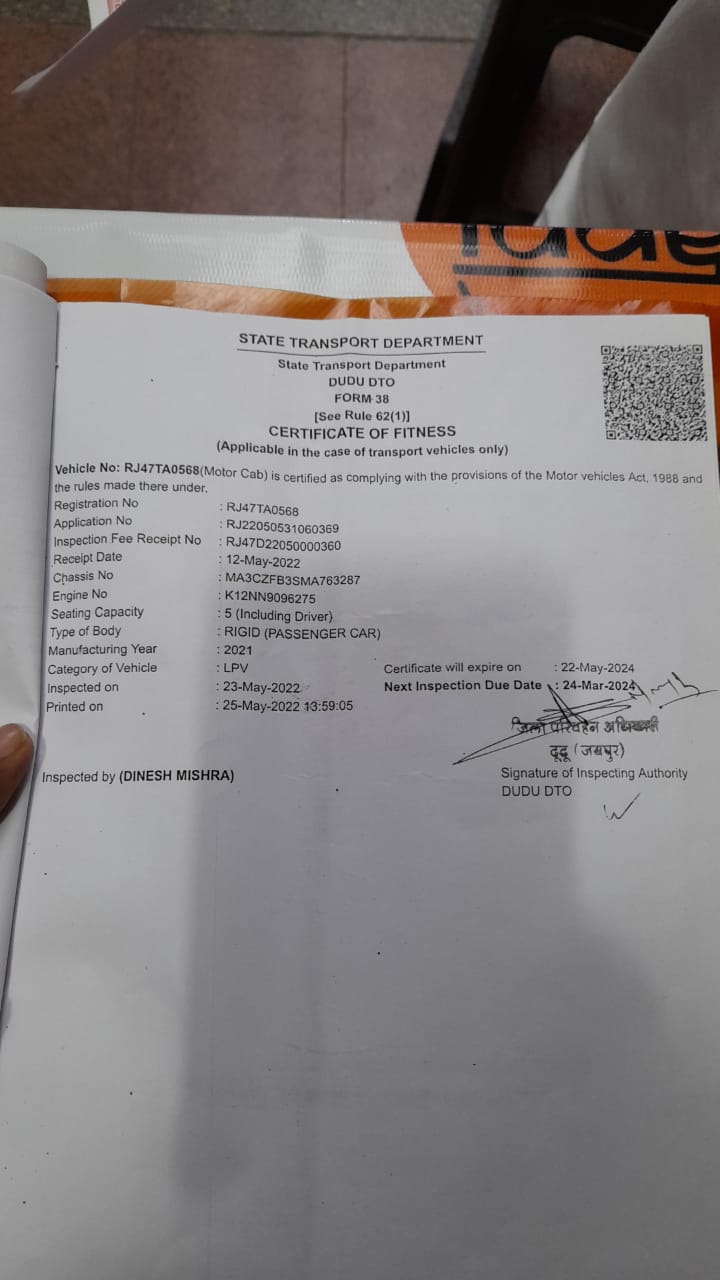 STATE TRANSPORT DEPARTMENT
State Transport Department
DUDU DTO
FORM 38
[See Rule 62(1)]
CERTIFICATE OF FITNESS
(Applicable in the case of transport vehicles only)
Vehicle No: RJ47TA0568(Motor Cab) is certified as complying with the provisions of the Motor vehicles Act, 1988 and
the rules made there under.
Registration No : RJ47TA0568
Application No : RJ22050531060369
Inspection Fee Receipt No : RJ47D22050000360
Receipt Date : 12-May-2022
Chassis No : MA3CZFB3SMA763287
Engine No : K12NN9096275
Seating Capacity : 5 (Including Driver)
Type of Body : RIGID (PASSENGER CAR)
Manufacturing Year : 2021
Category of Vehicle : LPV Certificate will expire on : 22-May-2024
Inspected on : 23-May-2022 Next Inspection Due Date : 24-Mar-2024
Printed on : 25-May-2022 13:59:05
जिला परिवहन अधिकारी
दूदू (जयपुर)
Inspected by (DINESH MISHRA) Signature of Inspecting Authority
DUDU DTO